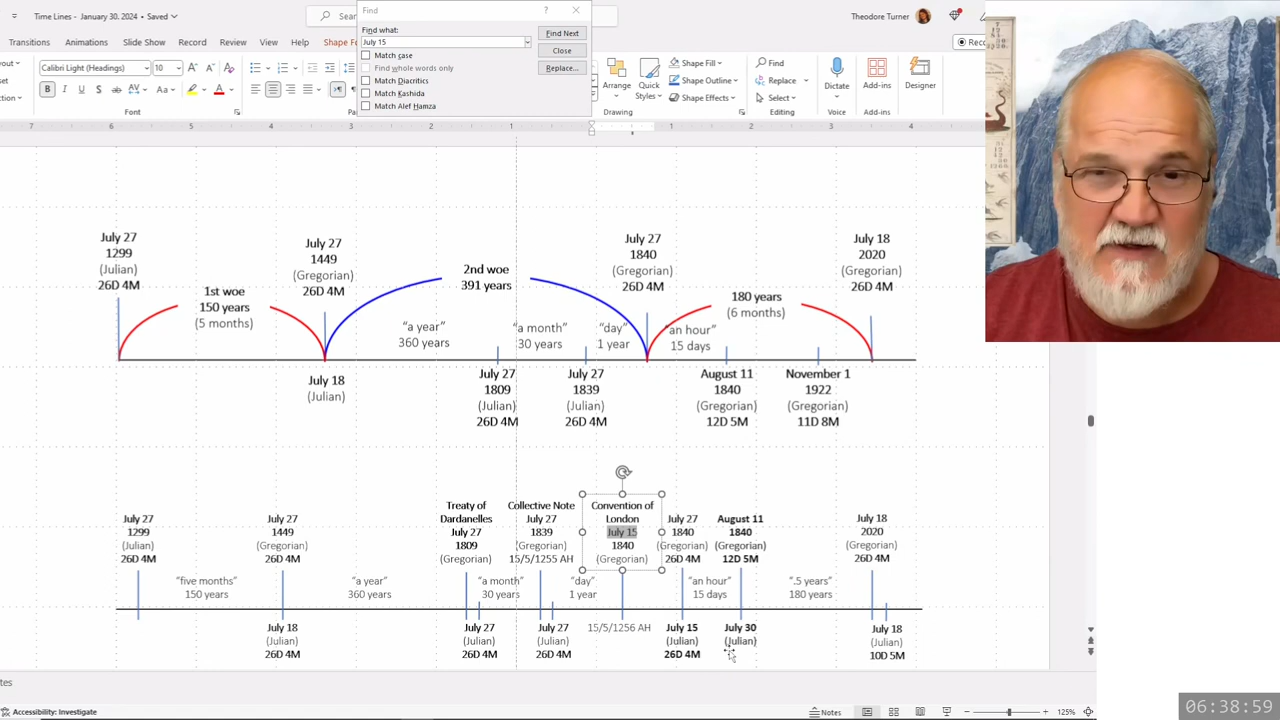 Time Lines - January 30. 2024 • Saved
Find
? ×
Theodore Turner
Find what:
July 15
Find Next
Close
Replace...
Match case
Find whole words only
Match Diacritics
Match Kashida
Match Alef Hamza
Transitions
Animations
Slide Show
Record
Review
View
Help
Calibri Light (Headings)
10
Font
Arrange
Quick
Styles
Shape Fill
Shape Outline
Shape Effects
Drawing
Find
Replace
Select
Editing
Dictate
Voice
Add-ins
Add-ins
Designer
7 5 4 2 1 1 2 3 4
July 27
1299
(Julian)
26D 4M
1st woe
150 years
(5 months)
July 27
1449
(Gregorian)
26D 4M
2nd woe
391 years
July 27
1840
(Gregorian)
26D 4M
180 years
(6 months)
July 18
2020
(Gregorian)
26D 4M
“a year”
360 years
“a month”
30 years
“day”
1 year
“an hour”
15 days
July 18
(Julian)
July 27
1809
(Julian)
26D 4M
July 27
1839
(Julian)
26D 4M
August 11
1840
(Gregorian)
12D 5M
November 1
1922
(Gregorian)
11D 8M
July 27
1299
(Julian)
26D 4M
July 27
1449
(Gregorian)
26D 4M
Treaty of
Dardanelles
July 27
1809
(Gregorian)
Collective Note
July 27
1839
(Gregorian)
15/5/1255 AH
Convention of
London
July 15
1840
(Gregorian)
July 27
1840
(Gregorian)
26D 4M
August 11
1840
(Gregorian)
12D 5M
July 18
2020
(Gregorian)
26D 4M
“five months”
150 years
“a year”
360 years
“a month”
30 years
“day”
1 year
“an hour”
15 days
“.5 years”
180 years
July 18
(Julian)
26D 4M
July 27
(Julian)
26D 4M
July 27
(Julian)
26D 4M
15/5/1256 AH
July 15
(Julian)
26D 4M
July 30
(Julian)
July 18
(Julian)
10D 5M
Accessibility: Investigate
Notes
125%
06:38:59